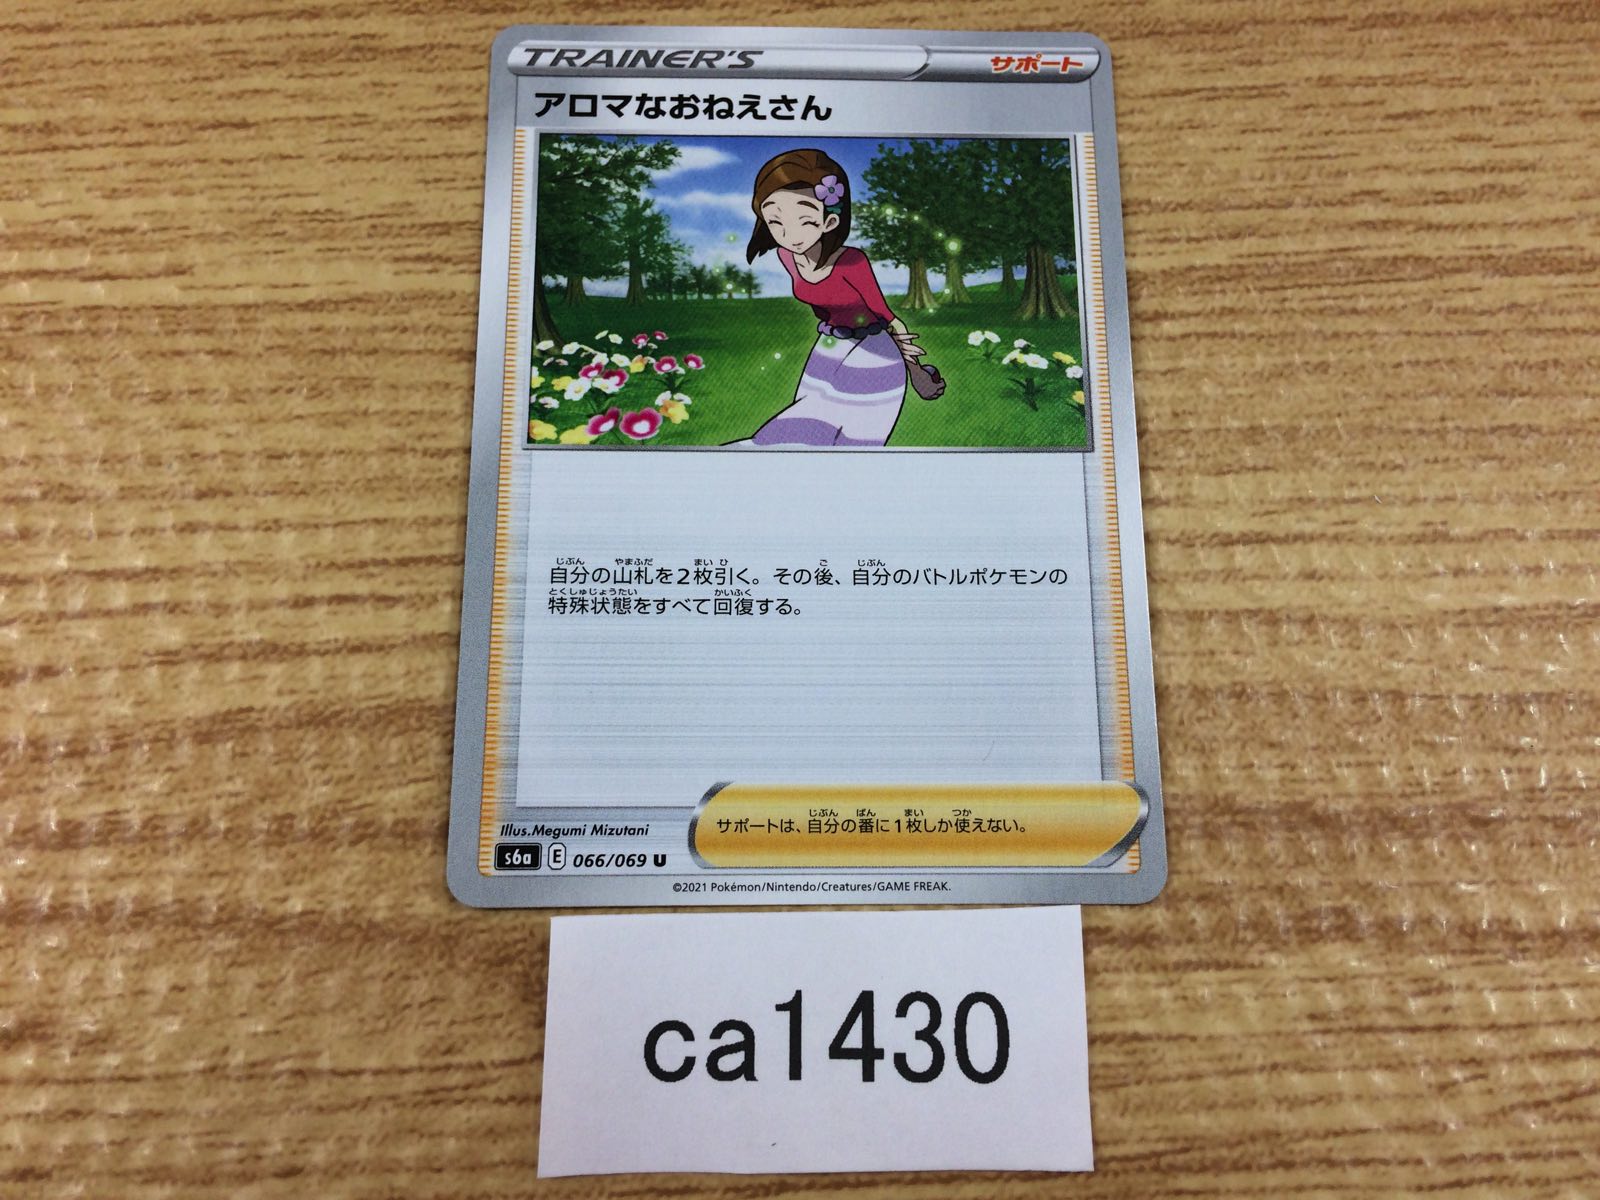 TRAINER'S サポート
アロマなおねえさん
じぶん やまふだ まい ひ ご じぶん
自分の山札を2枚引く。その後、自分のバトルポケモンの
とくしゅじょうたい かいふく
特殊状態をすべて回復する。
じぶん ばん まい つか
サポートは、自分の番に1枚しか使えない。
Illus.Megumi Mizutani
s6a E 066/069 U
©2021 Pokémon/Nintendo/Creatures/GAME FREAK.
ca1430